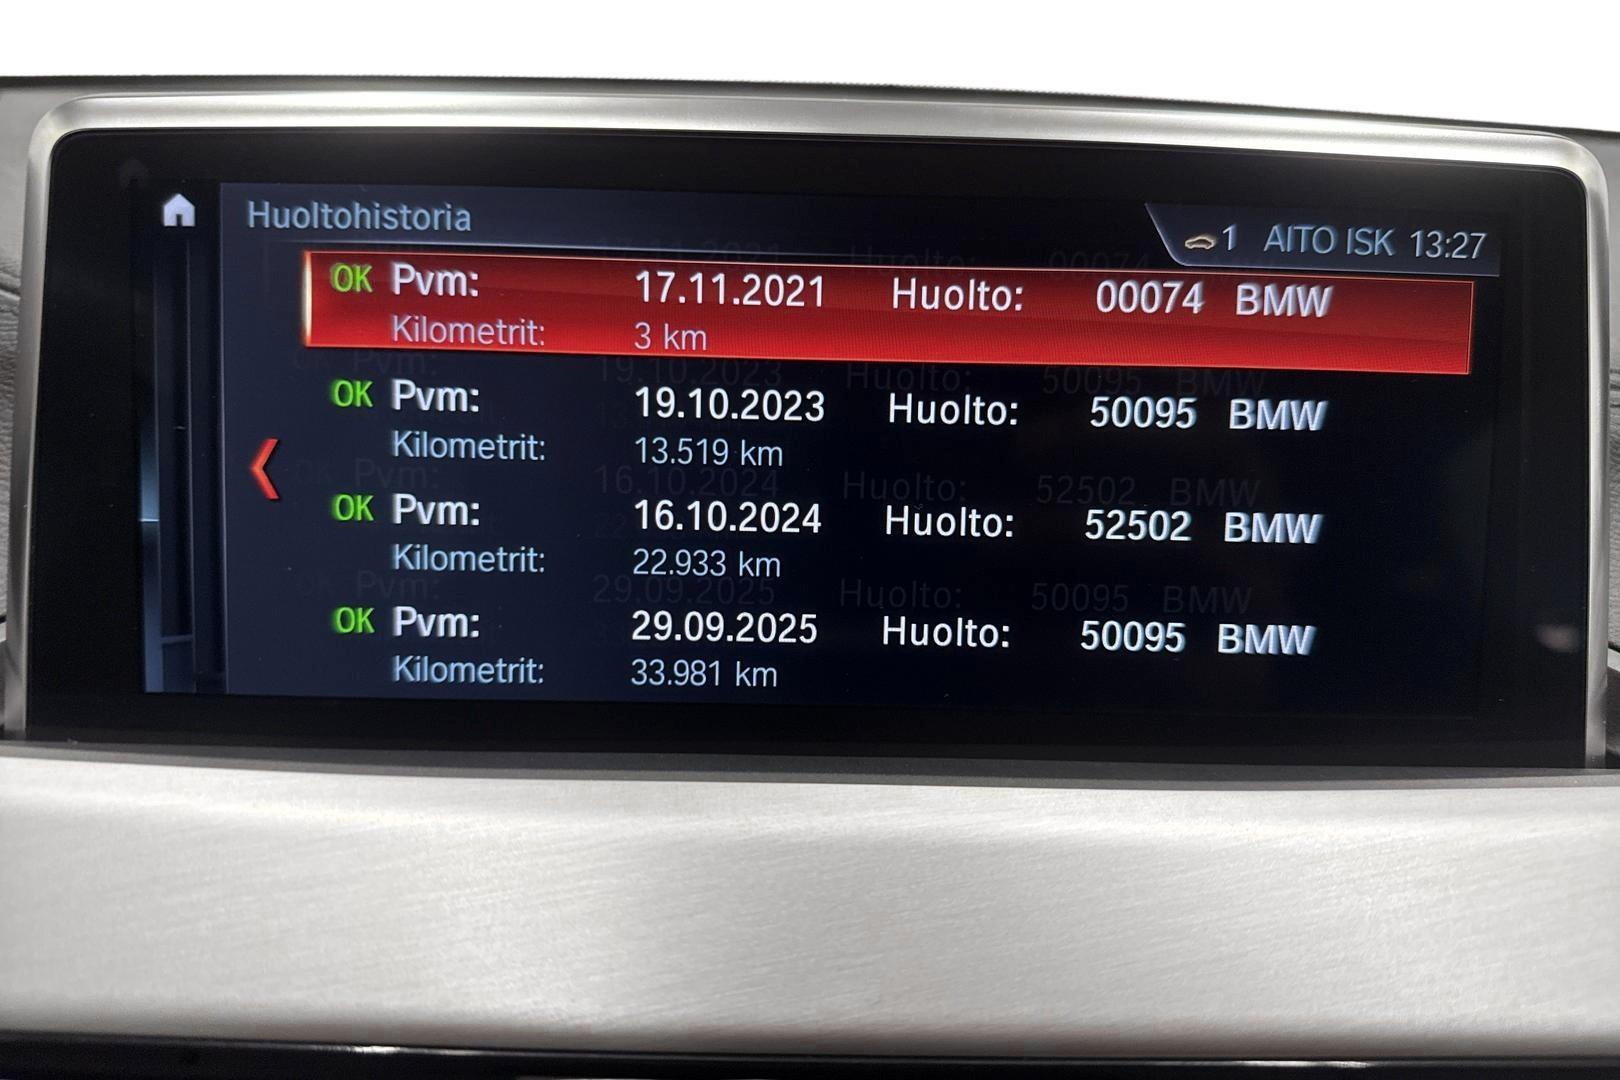 Huoltohistoria
1 AITO ISK 13:27
OK Pvm: 17.11.2021 Huolto: 00074 BMW
Kilometrit: 3 km
OK Pvm: 19.10.2023 Huolto: 50095 BMW
Kilometrit: 13.519 km
OK Pvm: 16.10.2024 Huolto: 52502 BMW
Kilometrit: 22.933 km
OK Pvm: 29.09.2025 Huolto: 50095 BMW
Kilometrit: 33.981 km